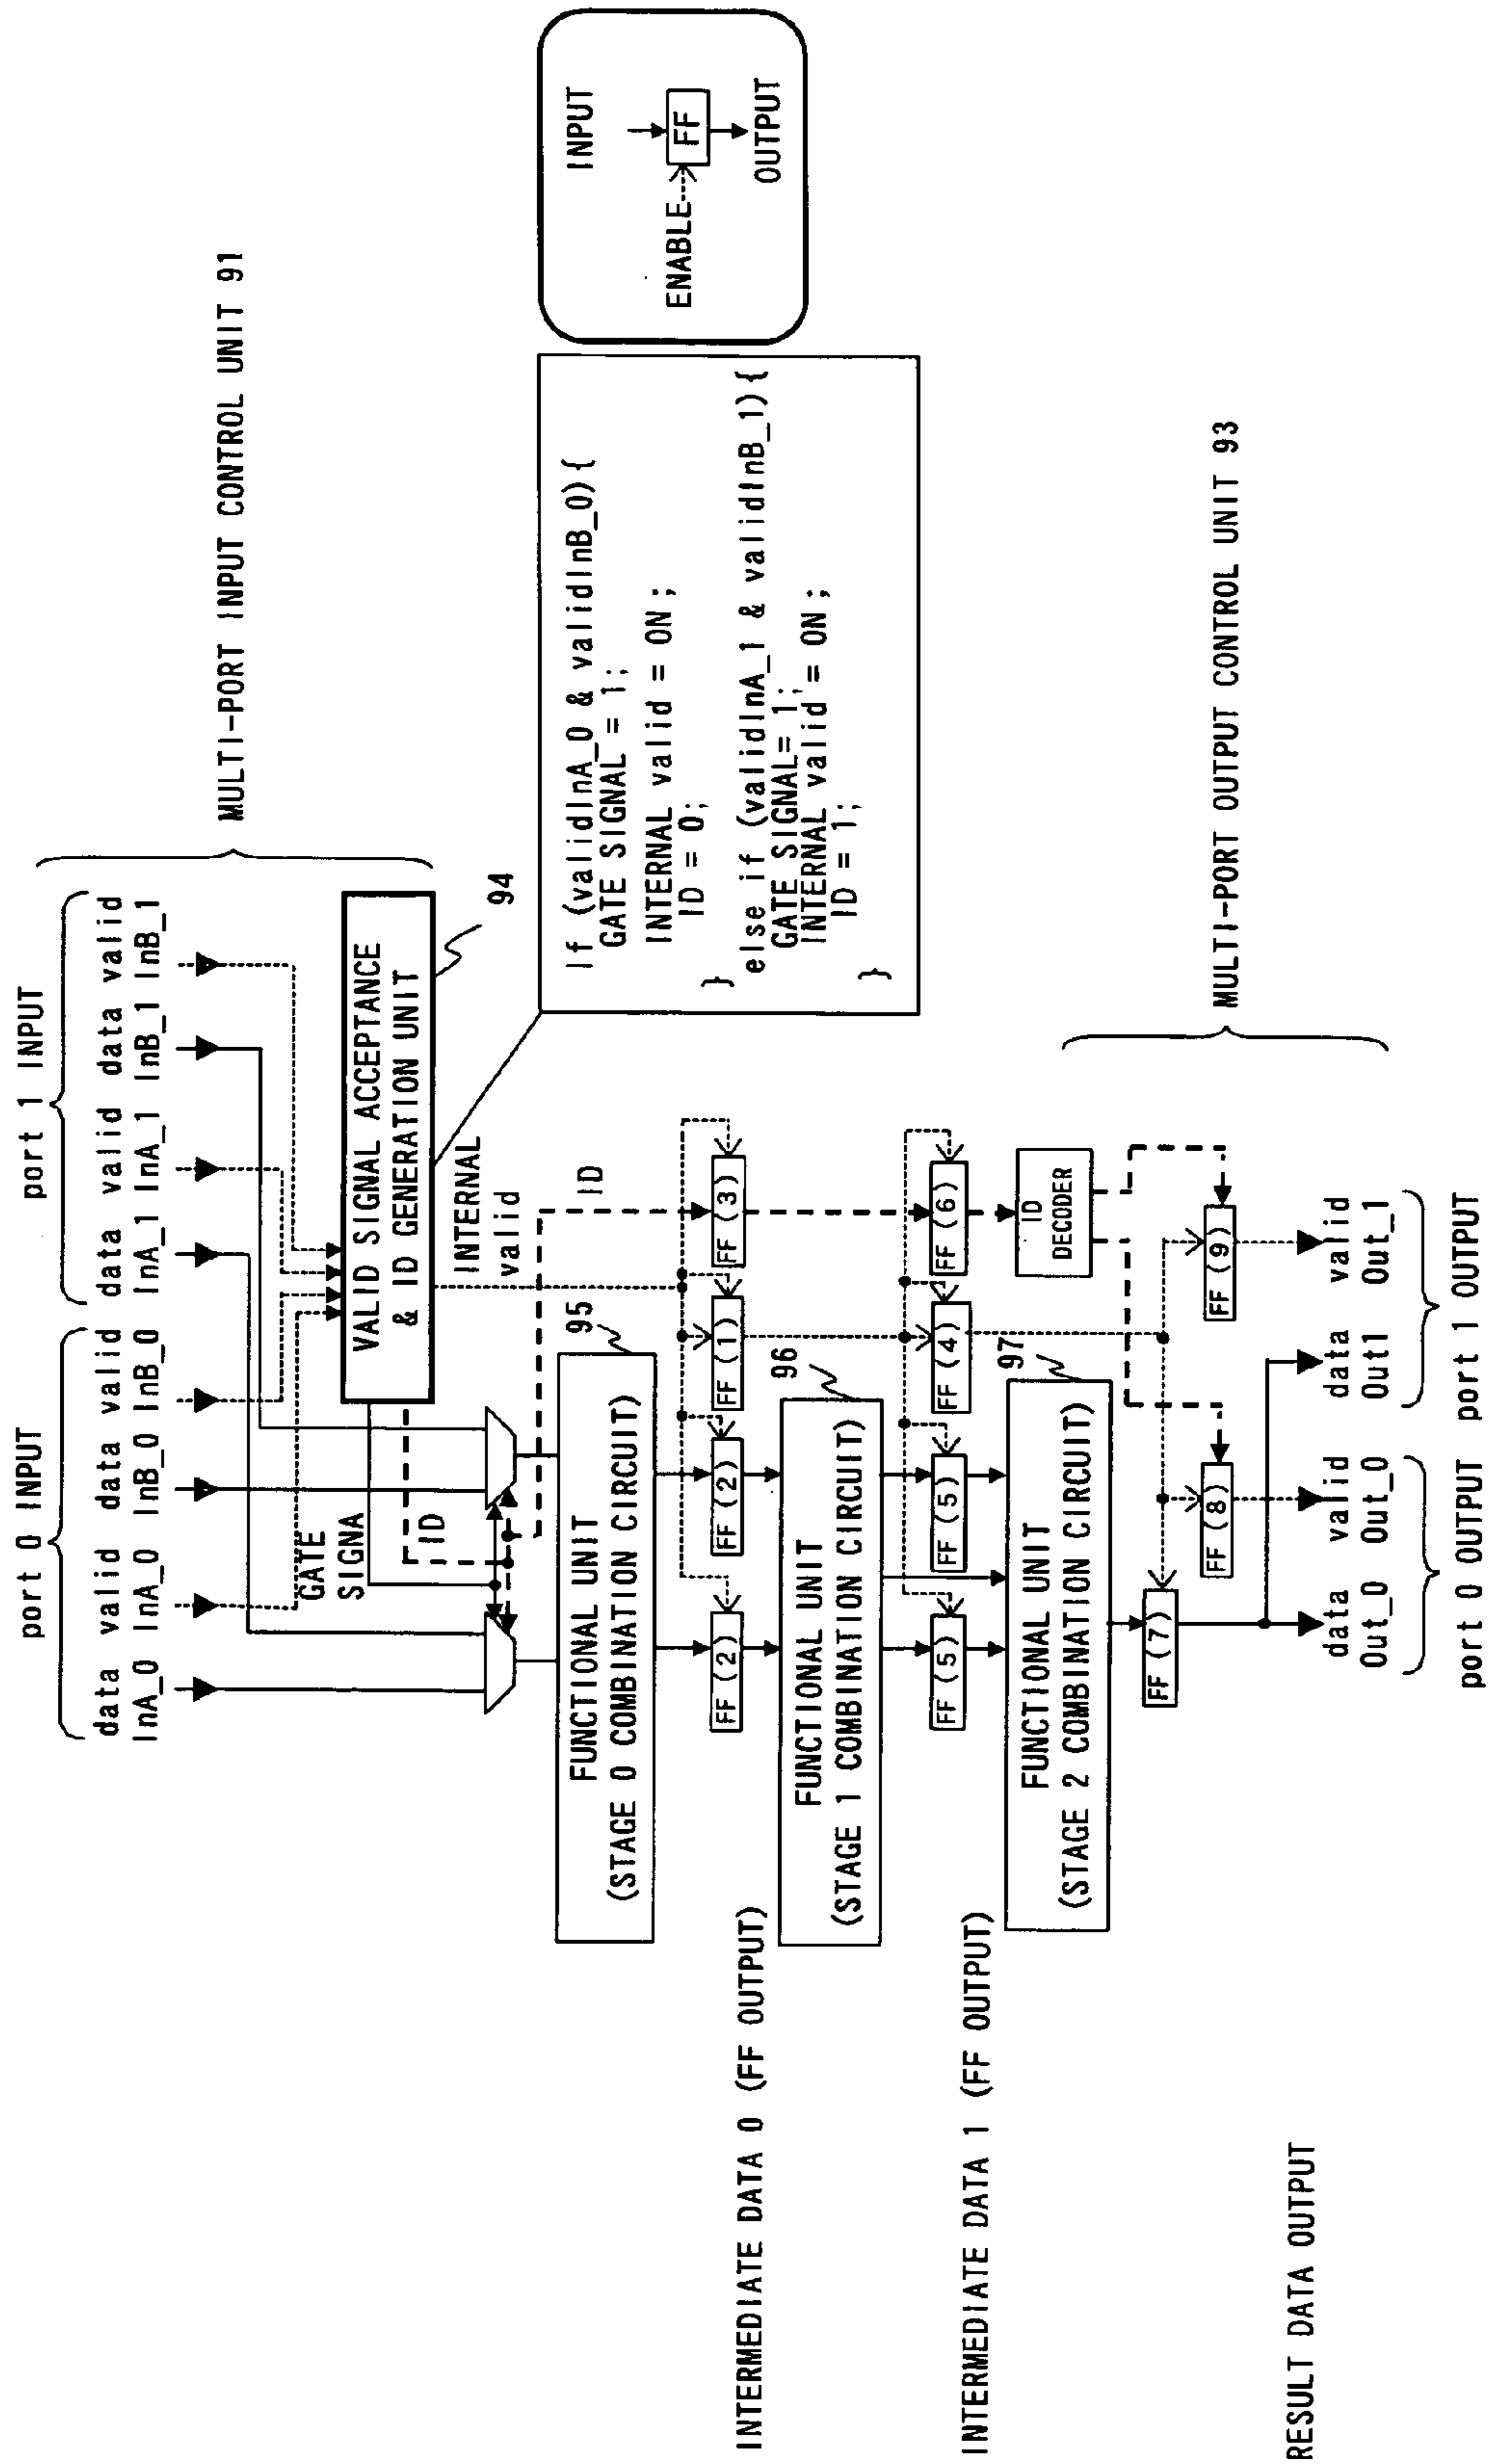 port 0 INPUT
port 1 INPUT
data valid data valid data valid data valid
InA_0 InA_0 InB_0 InB_0 InA_1 InA_1 InB_1 InB_1
MULTI-PORT INPUT CONTROL UNIT 91
GATE
SIGNA
ID
VALID SIGNAL ACCEPTANCE
& ID GENERATION UNIT
94
INTERNAL
valid
ID
INPUT
ENABLE
FF
OUTPUT
If (validInA_0 & validInB_0) {
GATE SIGNAL = 1;
INTERNAL valid = ON;
ID = 0;
}
else if (validInA_1 & validInB_1) {
GATE SIGNAL= 1;
INTERNAL valid = ON;
ID = 1;
}
95
FUNCTIONAL UNIT
(STAGE 0 COMBINATION CIRCUIT)
INTERMEDIATE DATA 0 (FF OUTPUT)
FF (2)
FF (2)
FF (1)
FF (3)
96
FUNCTIONAL UNIT
(STAGE 1 COMBINATION CIRCUIT)
INTERMEDIATE DATA 1 (FF OUTPUT)
FF (5)
FF (5)
FF (4)
FF (6)
97
FUNCTIONAL UNIT
(STAGE 2 COMBINATION CIRCUIT)
ID
DECODER
MULTI-PORT OUTPUT CONTROL UNIT 93
FF (7)
FF (8)
FF (9)
RESULT DATA OUTPUT
data valid data valid
Out_0 Out_0 Out1 Out_1
port 0 OUTPUT port 1 OUTPUT